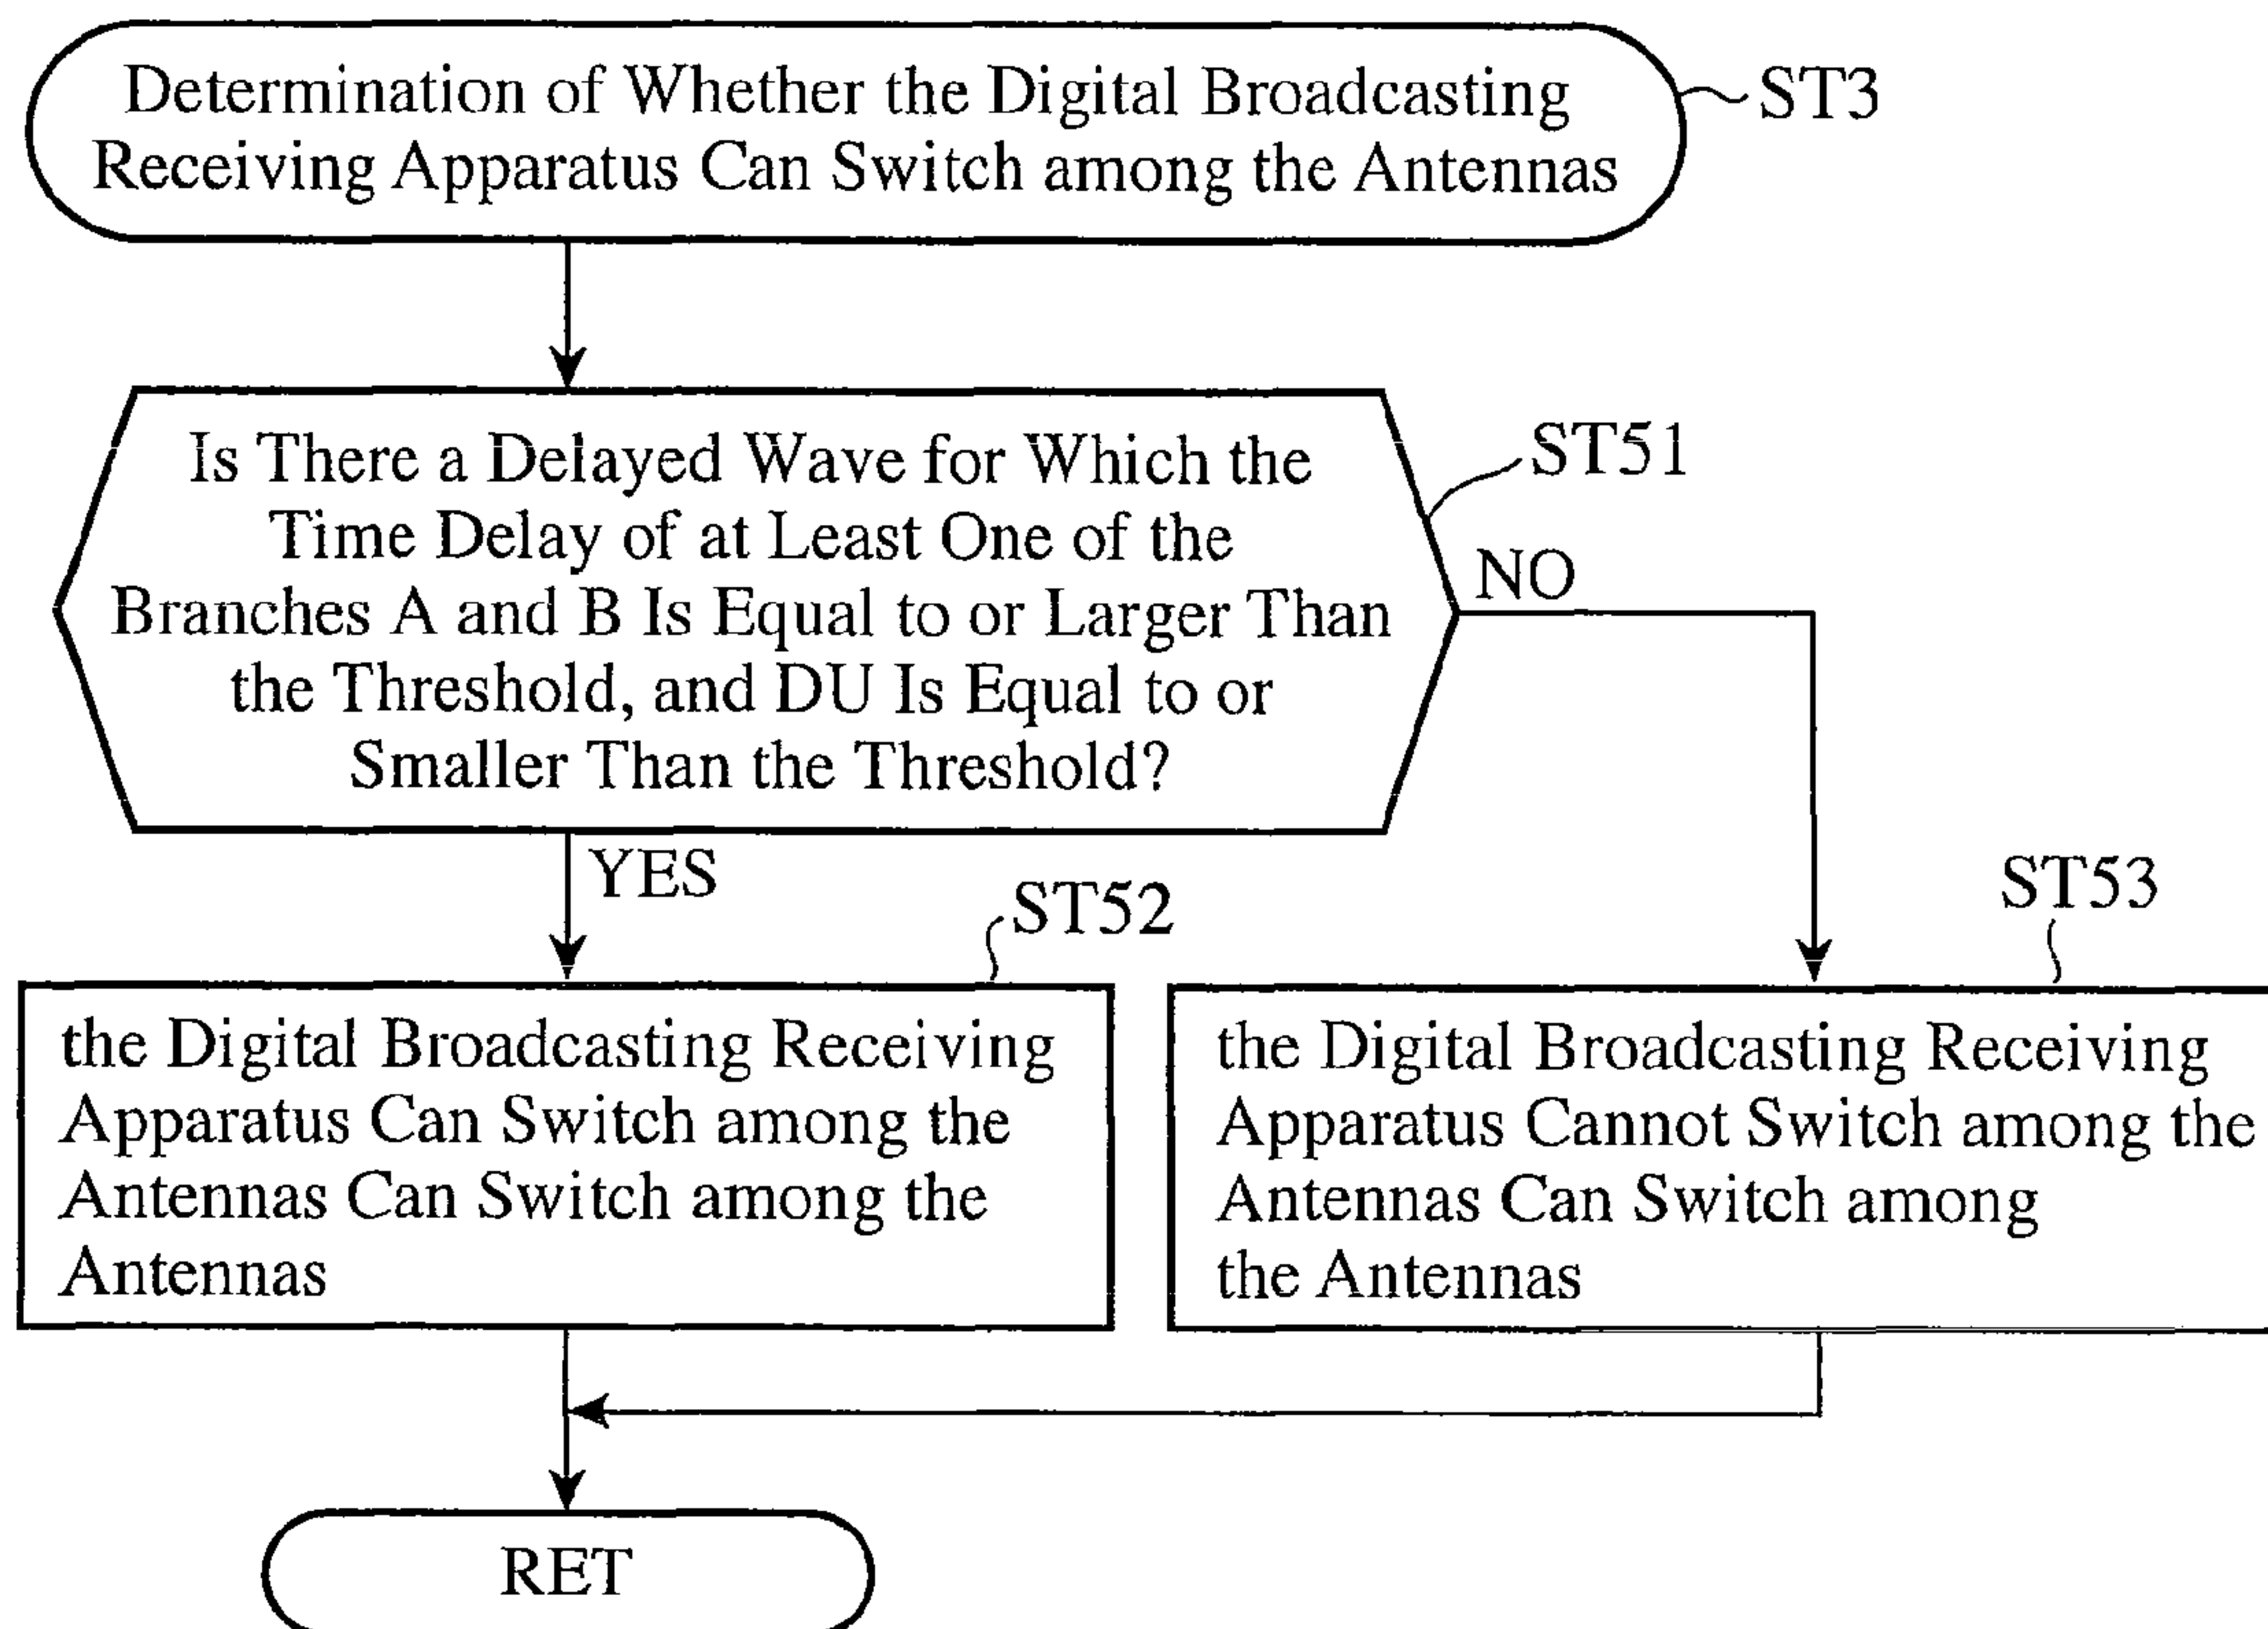 Determination of Whether the Digital Broadcasting
Receiving Apparatus Can Switch among the Antennas
ST3
Is There a Delayed Wave for Which the
Time Delay of at Least One of the
Branches A and B Is Equal to or Larger Than
the Threshold, and DU Is Equal to or
Smaller Than the Threshold?
ST51
NO
YES
ST52
ST53
the Digital Broadcasting Receiving
Apparatus Can Switch among the
Antennas Can Switch among the
Antennas
the Digital Broadcasting Receiving
Apparatus Cannot Switch among the
Antennas Can Switch among
the Antennas
RET